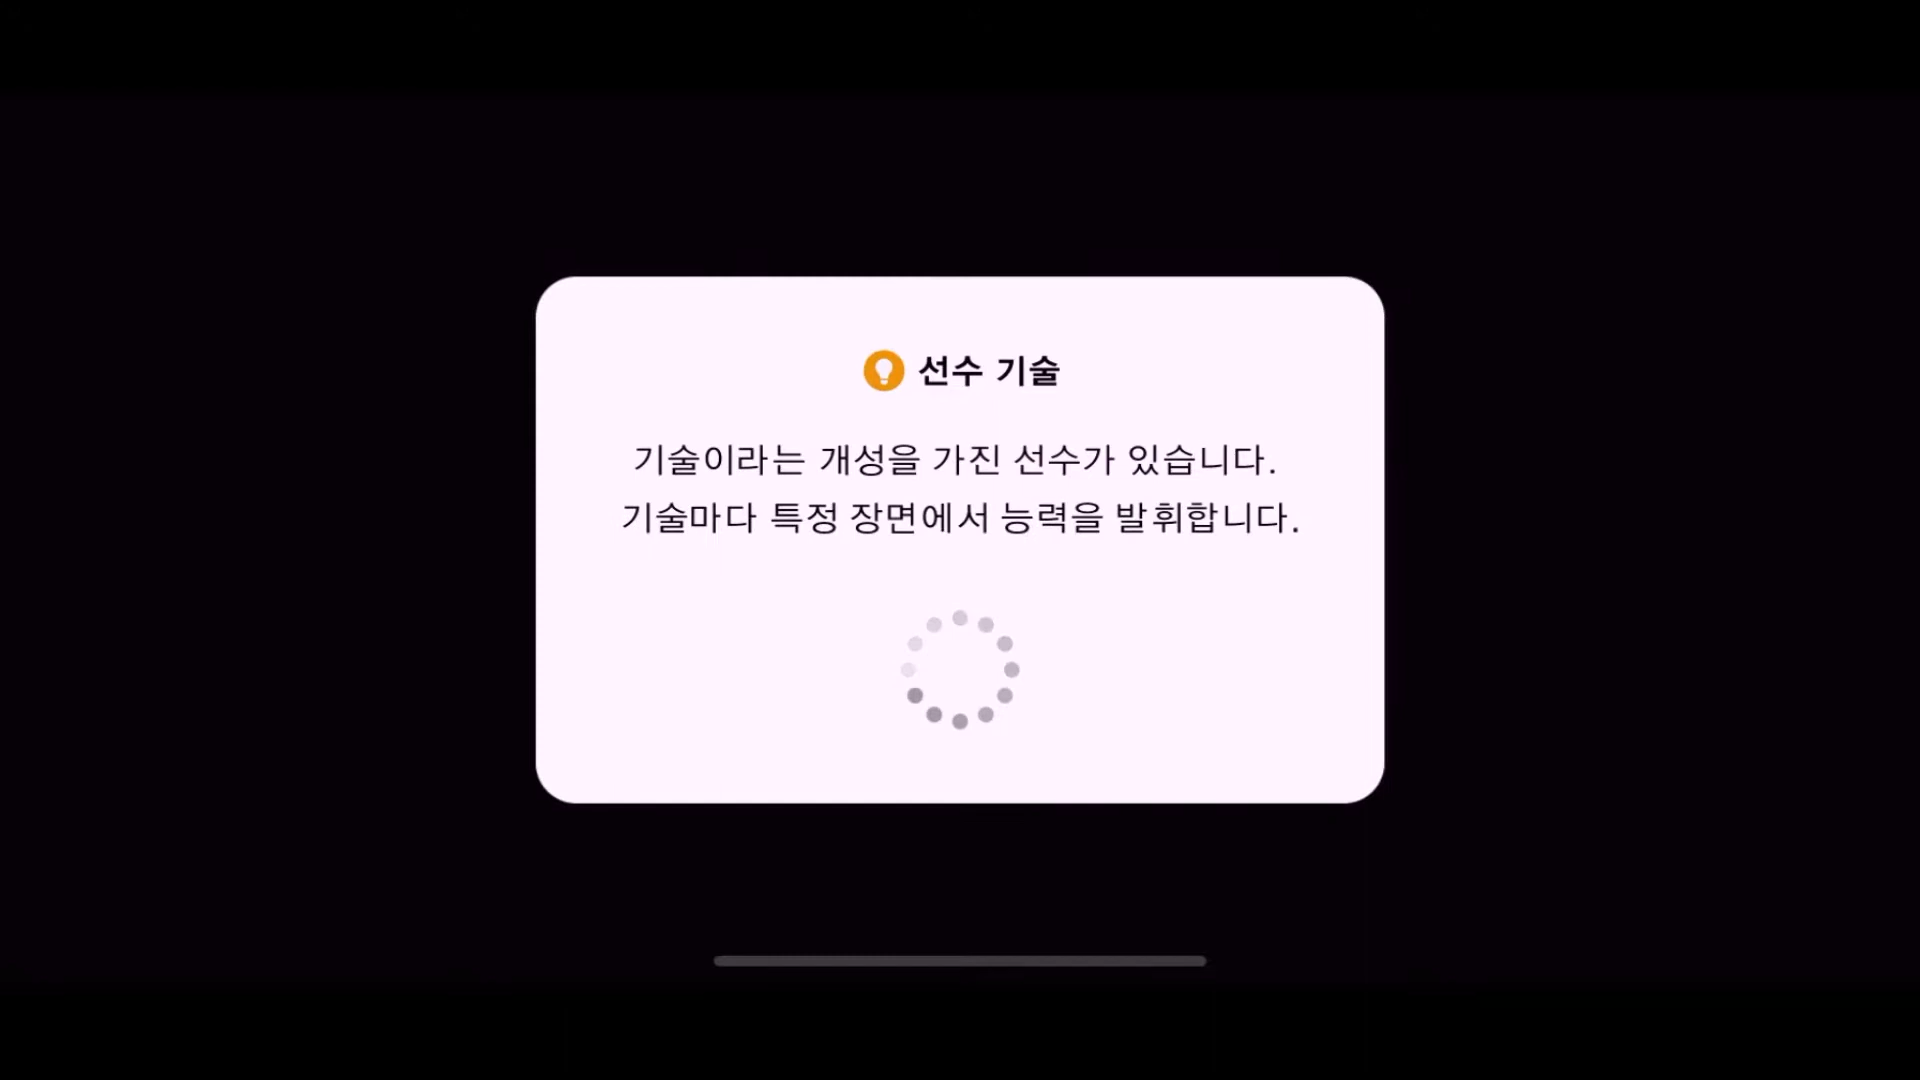 선수 기술
기술이라는 개성을 가진 선수가 있습니다.
기술마다 특정 장면에서 능력을 발휘합니다.